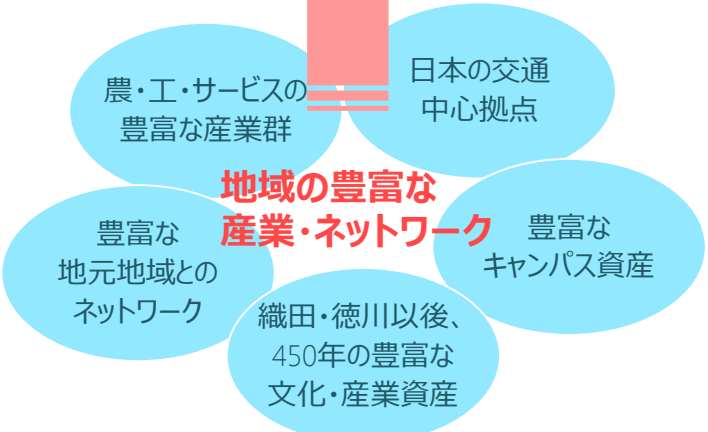 農・工・サービスの
豊富な産業群
日本の交通
中心拠点
地域の豊富な
産業・ネットワーク
豊富な
地元地域との
ネットワーク
豊富な
キャンパス資産
織田・徳川以後、
450年の豊富な
文化・産業資産